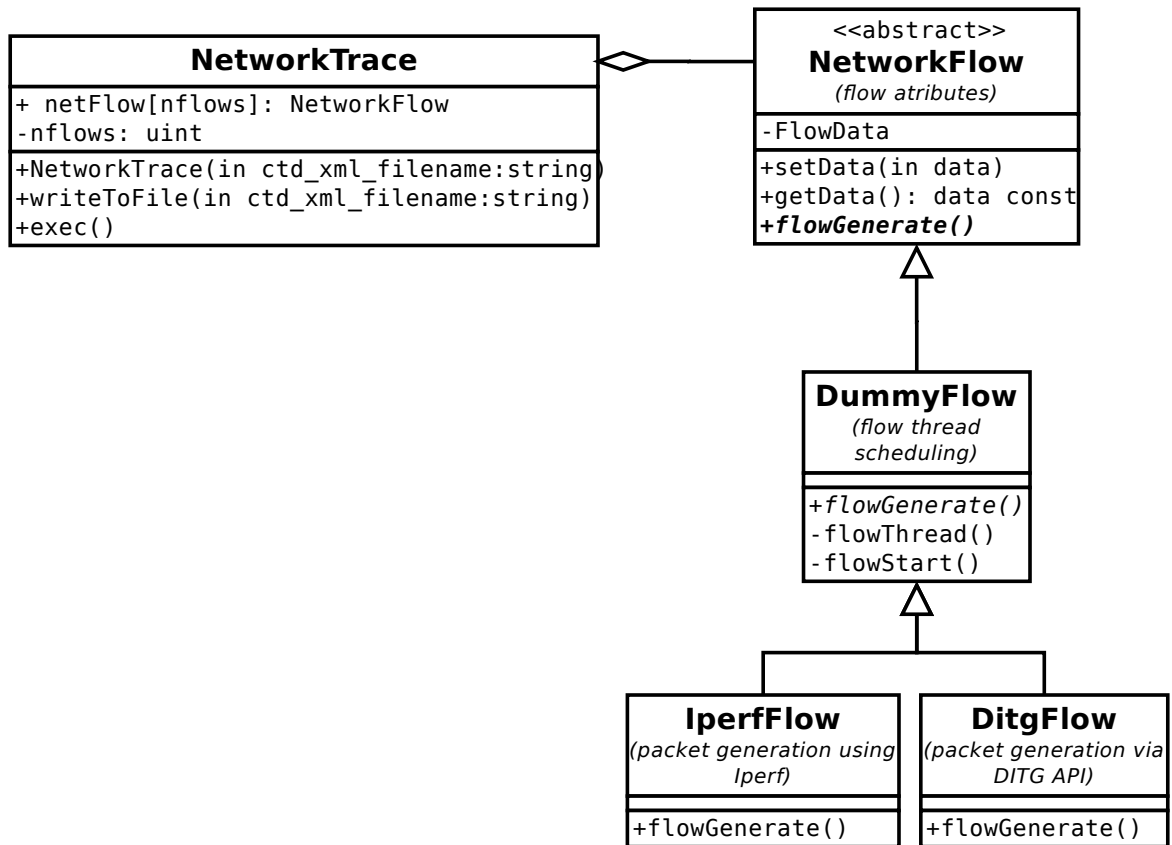 NetworkTrace
+ netFlow[nflows]: NetworkFlow
-nflows: uint
+NetworkTrace(in ctd_xml_filename:string)
+writeToFile(in ctd_xml_filename:string)
+exec()
<<abstract>>
NetworkFlow
(flow atributes)
-FlowData
+setData(in data)
+getData(): data const
+flowGenerate()
DummyFlow
(flow thread
scheduling)
+flowGenerate()
-flowThread()
-flowStart()
IperfFlow
(packet generation using
Iperf)
+flowGenerate()
DitgFlow
(packet generation via
DITG API)
+flowGenerate()